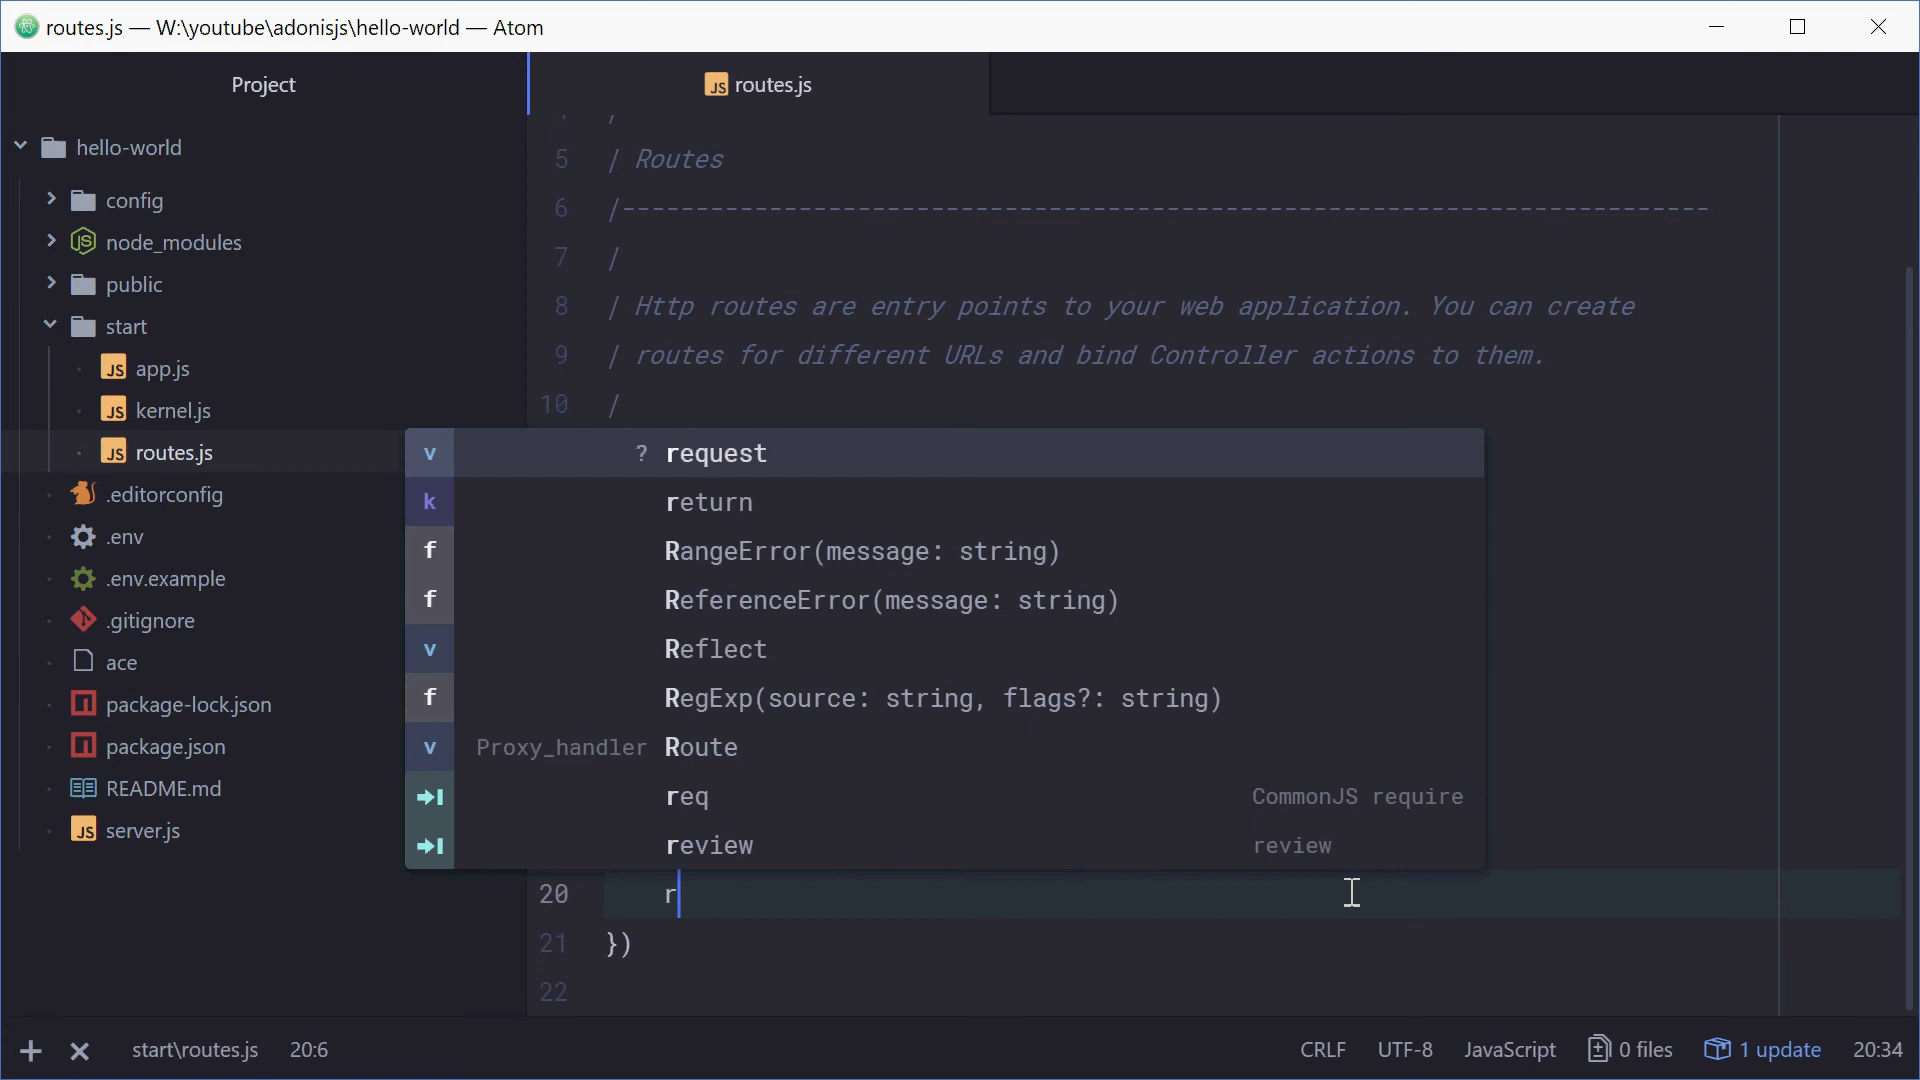 routes.js — W:\youtube\adonisjs\hello-world — Atom
Project
routes.js
hello-world
config
node_modules
public
start
app.js
kernel.js
routes.js
.editorconfig
.env
.env.example
.gitignore
ace
package-lock.json
package.json
README.md
server.js
5 | Routes
6 |--------------------------------------------------------------------------
7 |
8 | Http routes are entry points to your web application. You can create
9 | routes for different URLs and bind Controller actions to them.
10 |
v ? request
k return
f RangeError(message: string)
f ReferenceError(message: string)
v Reflect
f RegExp(source: string, flags?: string)
v Proxy_handler Route
req CommonJS require
review review
20 r
21 })
22
start\routes.js 20:6 CRLF UTF-8 JavaScript 0 files 1 update 20:34